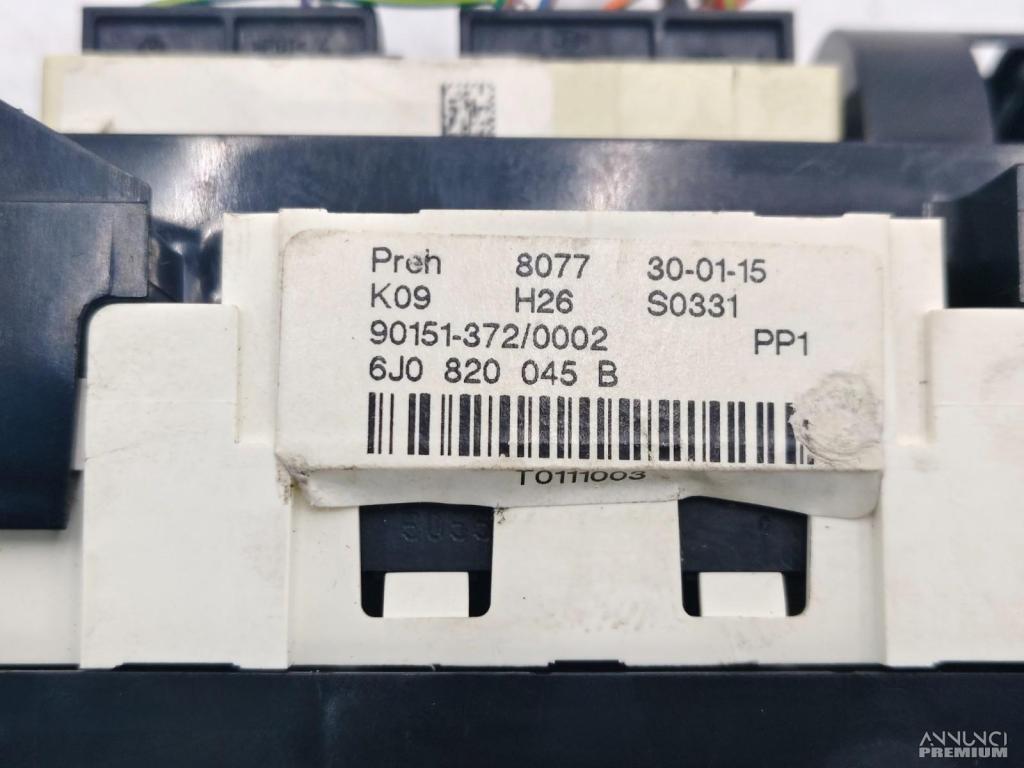 Preh 8077 30-01-15
K09 H26 S0331
90151-372/0002 PP1
6J0 820 045 B
T0111003
ANNUNCI
PREMIUM